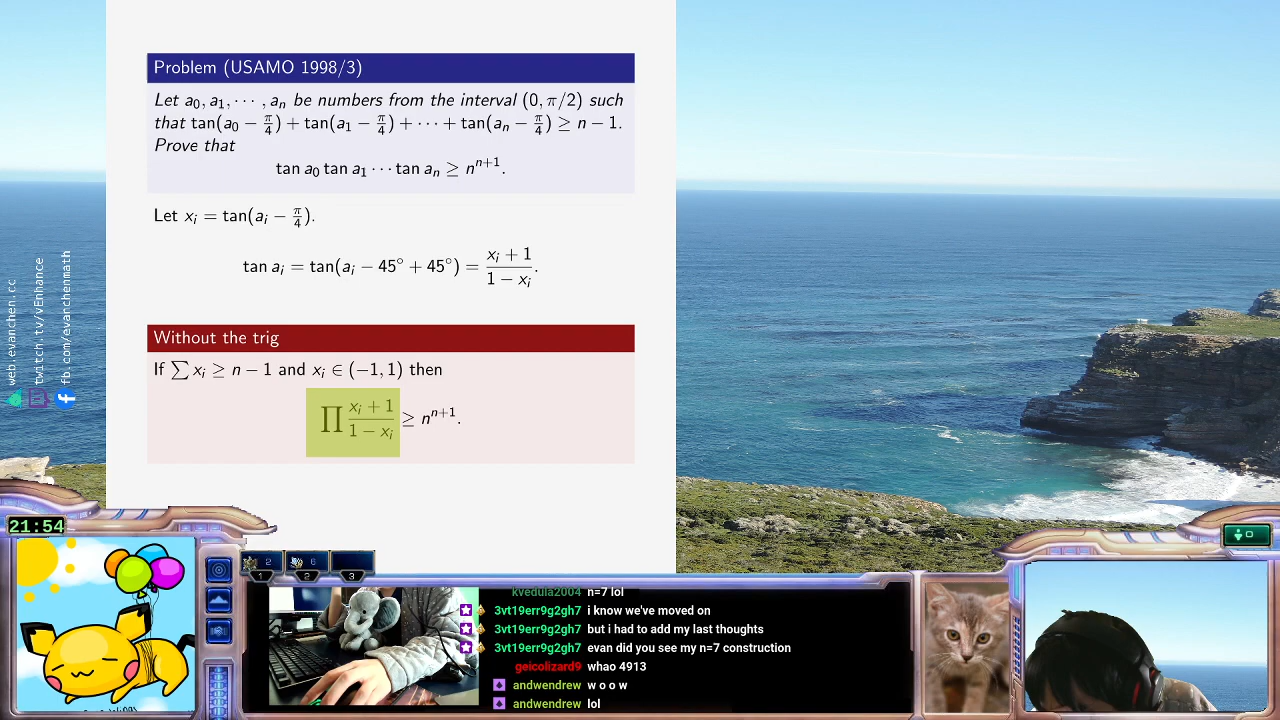 Problem (USAMO 1998/3)
Let a₀, a₁, ··· , aₙ be numbers from the interval (0, π/2) such
that tan(a₀ − π/4) + tan(a₁ − π/4) + ··· + tan(aₙ − π/4) ≥ n − 1.
Prove that
tan a₀ tan a₁ ··· tan aₙ ≥ nⁿ⁺¹.
Let xᵢ = tan(aᵢ − π/4).
tan aᵢ = tan(aᵢ − 45° + 45°) = (xᵢ + 1)/(1 − xᵢ).
Without the trig
If ∑ xᵢ ≥ n − 1 and xᵢ ∈ (−1, 1) then
∏ (xᵢ + 1)/(1 − xᵢ) ≥ nⁿ⁺¹.
web.evanchen.cc
twitch.tv/vEnhance
fb.com/evanchenmath
21:54
2
6
1
2
3
kvedula2004 n=7 lol
3vt19err9g2gh7 i know we've moved on
3vt19err9g2gh7 but i had to add my last thoughts
3vt19err9g2gh7 evan did you see my n=7 construction
geicolizard9 whao 4913
andwendrew w o o w
andwendrew lol